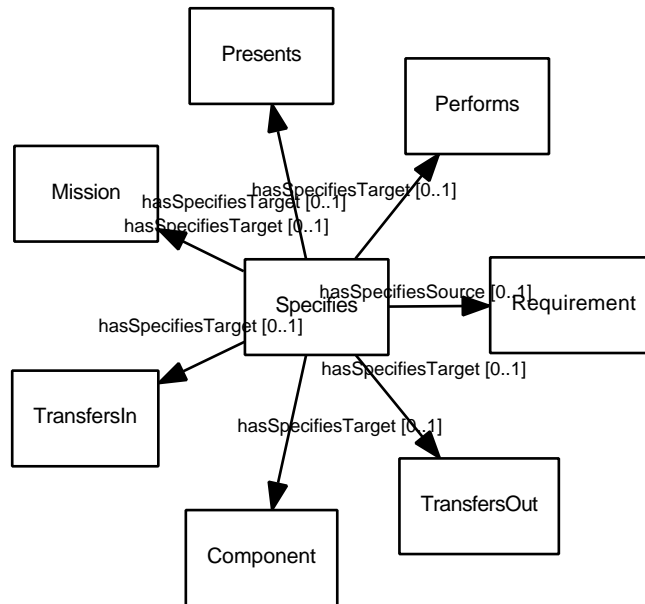 Presents
Performs
Mission
hasSpecifiesTarget [0..1]
hasSpecifiesTarget [0..1]
hasSpecifiesTarget [0..1]
Specifies
hasSpecifiesSource [0..1]
Requirement
hasSpecifiesTarget [0..1]
hasSpecifiesTarget [0..1]
TransfersIn
hasSpecifiesTarget [0..1]
TransfersOut
Component